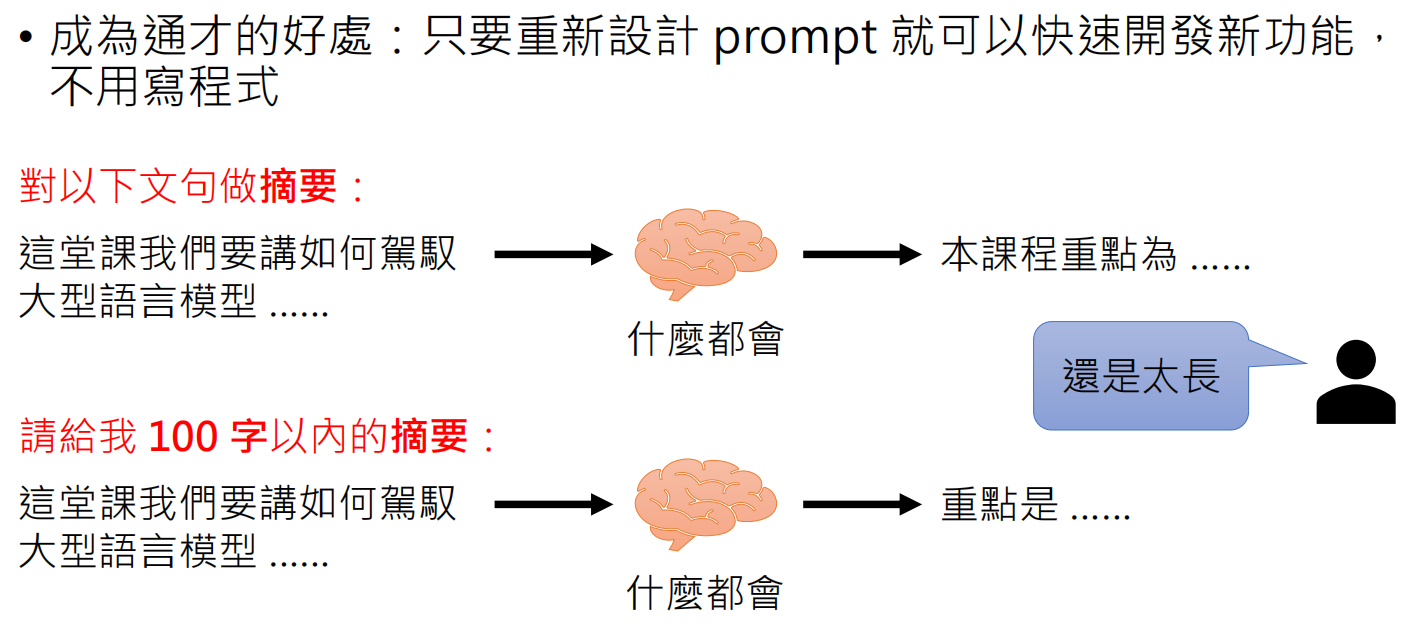 • 成為通才的好處：只要重新設計 prompt 就可以快速開發新功能，
不用寫程式
對以下文句做摘要：
這堂課我們要講如何駕馭
大型語言模型 ......
什麼都會
本課程重點為 ......
還是太長
請給我 100 字以內的摘要：
這堂課我們要講如何駕馭
大型語言模型 ......
什麼都會
重點是 ......